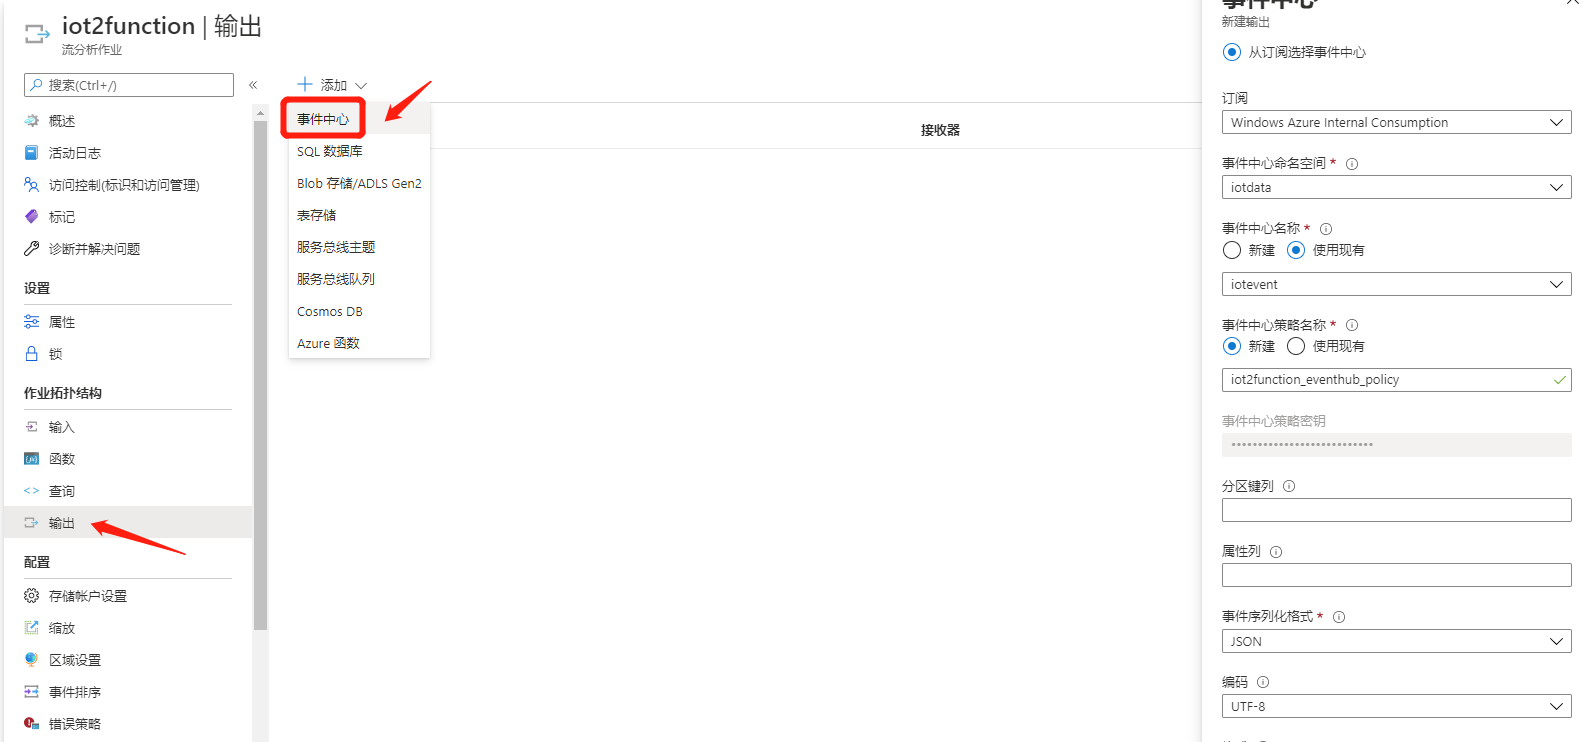 iot2function | 输出
流分析作业
搜索(Ctrl+/)
«
概述
活动日志
访问控制(标识和访问管理)
标记
诊断并解决问题
设置
属性
锁
作业拓扑结构
输入
函数
查询
输出
配置
存储帐户设置
缩放
区域设置
事件排序
错误策略
添加
事件中心
SQL 数据库
Blob 存储/ADLS Gen2
表存储
服务总线主题
服务总线队列
Cosmos DB
Azure 函数
接收器
事件中心
新建输出
从订阅选择事件中心
订阅
Windows Azure Internal Consumption
事件中心命名空间 *
iotdata
事件中心名称 *
新建 使用现有
iotevent
事件中心策略名称 *
新建 使用现有
iot2function_eventhub_policy
事件中心策略密钥
•••••••••••••••••••••••••••
分区键列
属性列
事件序列化格式 *
JSON
编码
UTF-8